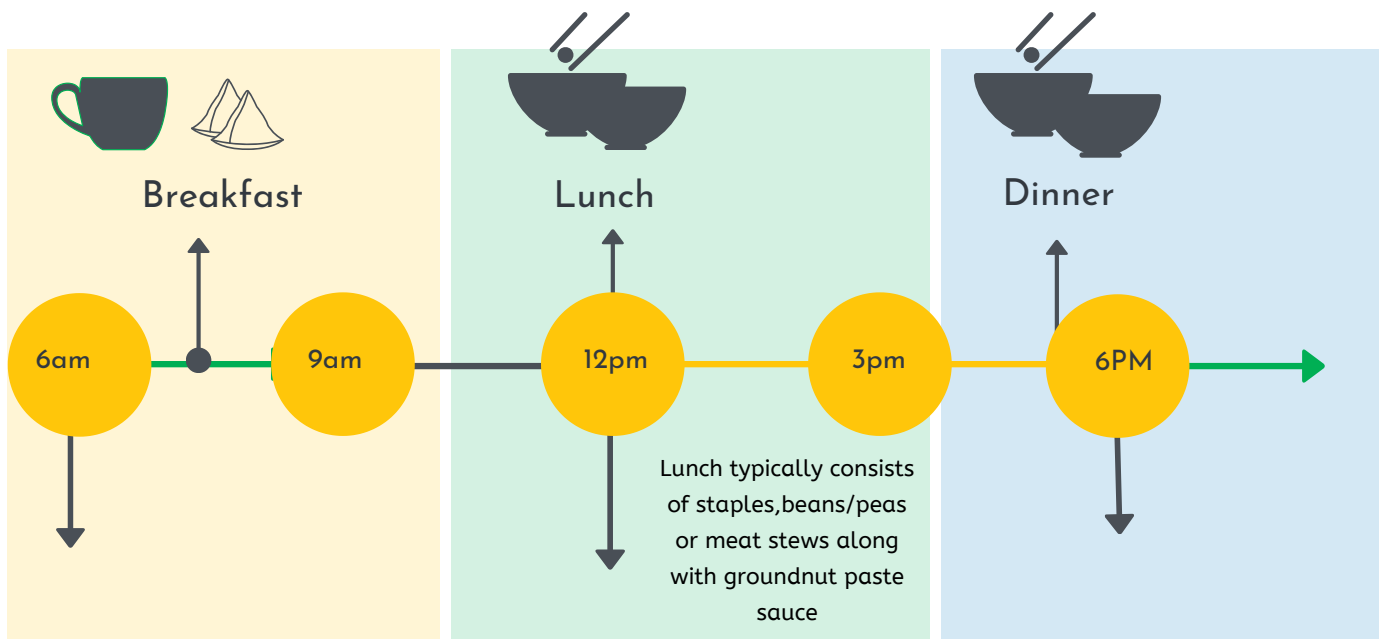 Breakfast
Lunch
Dinner
6am
9am
12pm
3pm
6PM
Lunch typically consists
of staples,beans/peas
or meat stews along
with groundnut paste
sauce